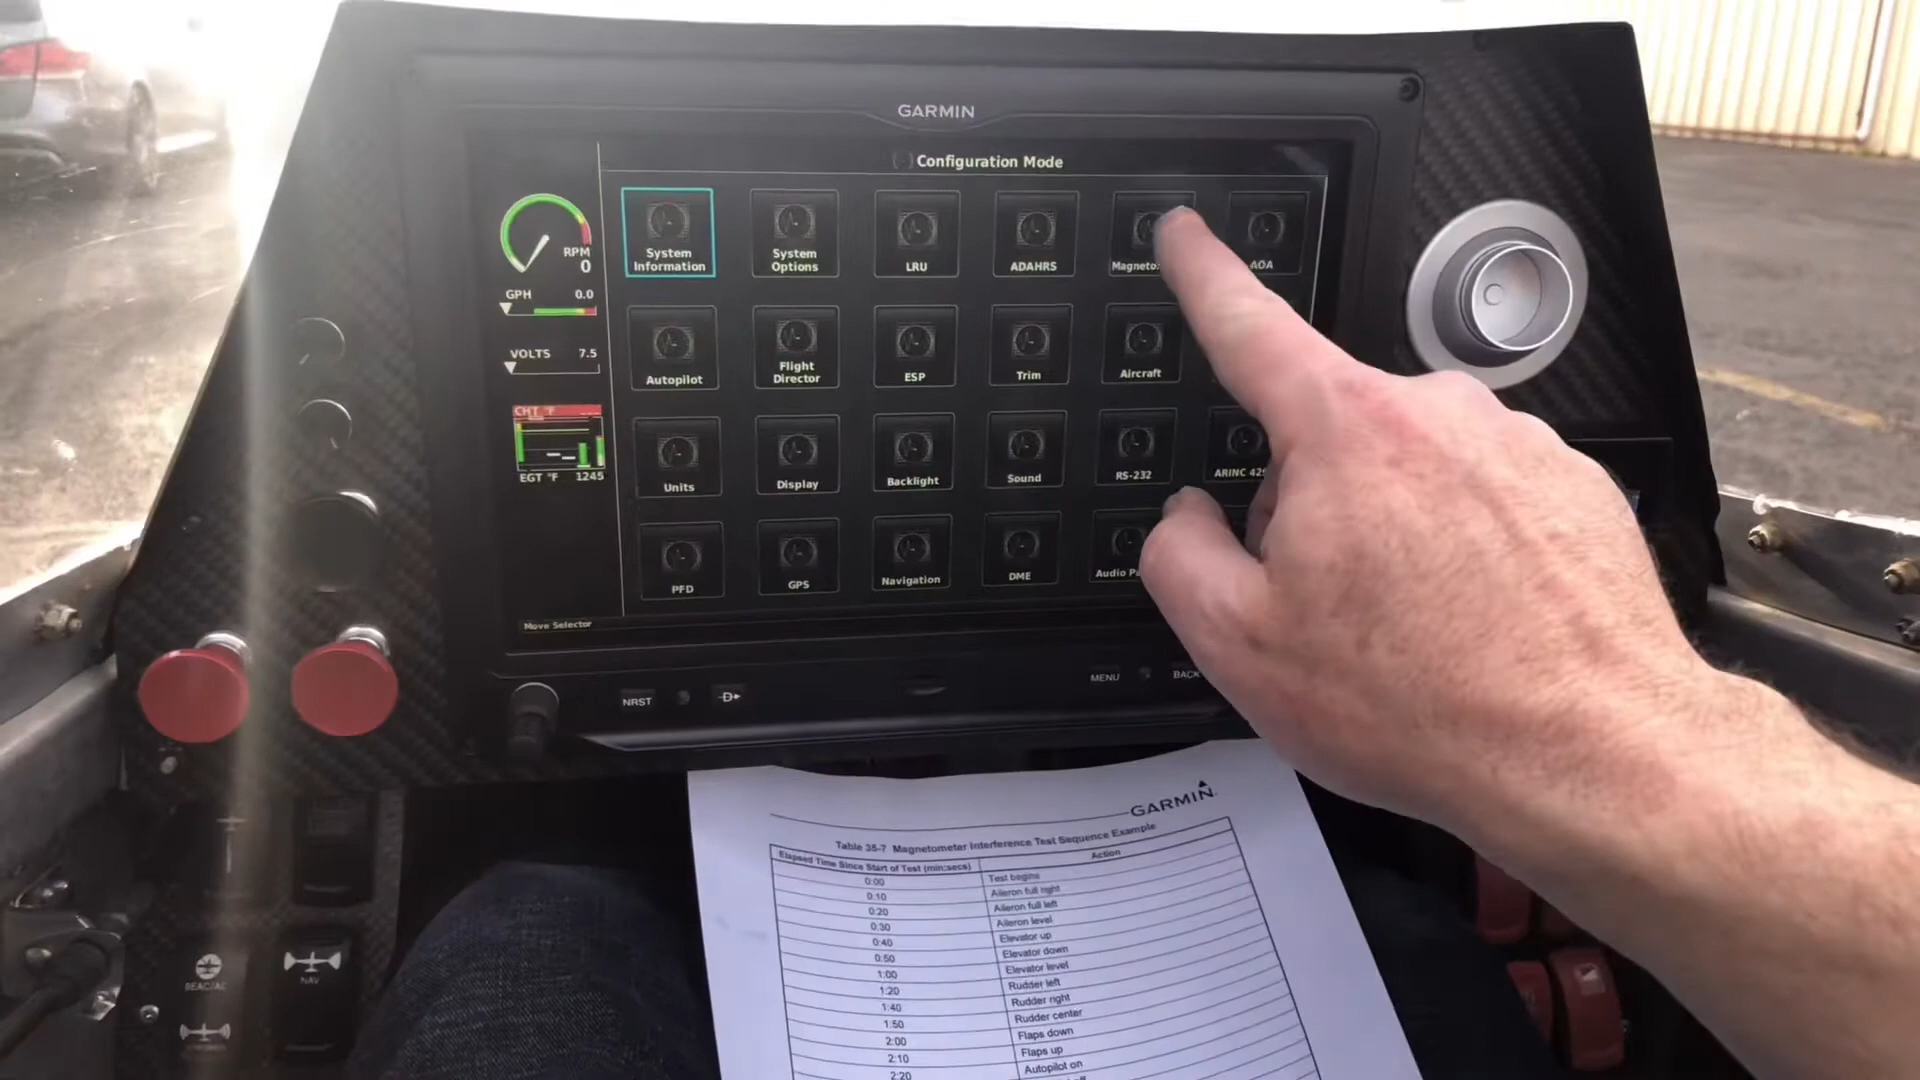 GARMIN
Configuration Mode
RPM
0
GPH 0.0
VOLTS 7.5
CHT °F
EGT °F 1245
System Information
System Options
LRU
ADAHRS
AOA
Autopilot
Flight Director
ESP
Trim
Aircraft
Units
Display
Backlight
Sound
RS-232
ARINC
PFD
GPS
Navigation
DME
Audio
Move Selector
NRST
D
MENU
BACK
GARMIN
Table 35-7 Magnetometer Interference Test Sequence Example
Elapsed Time Since Start of Test (min:secs) Action
0:00 Test begins
0:10 Aileron full right
0:20 Aileron full left
0:30 Aileron level
0:40 Elevator up
0:50 Elevator down
1:00 Elevator level
1:20 Rudder left
1:40 Rudder right
1:50 Rudder center
2:00 Flaps down
2:10 Flaps up
2:20 Autopilot on
BEAC/AC
NAV